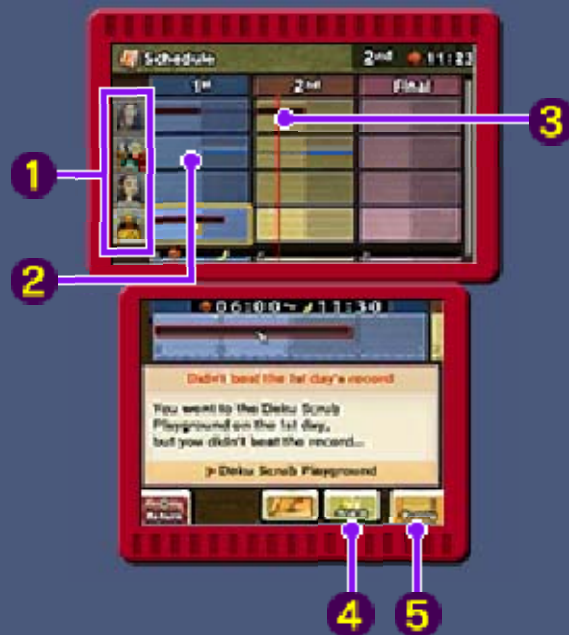 Schedule
2nd 11:23
1st 2nd Final
1
2
3
06:00~ 11:30
Didn't beat the 1st day's record
You went to the Deku Scrub
Playground on the 1st day,
but you didn't beat the record...
Deku Scrub Playground
Return
4 5